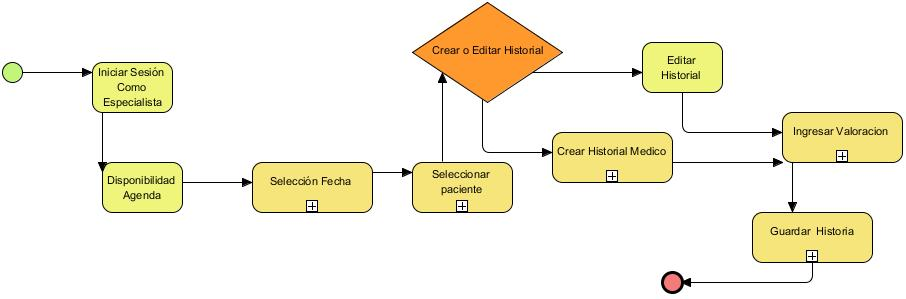 Crear o Editar Historial
Iniciar Sesión
Como
Especialista
Editar
Historial
Ingresar Valoracion
Crear Historial Medico
Disponibilidad
Agenda
Selección Fecha
Seleccionar
paciente
Guardar Historia